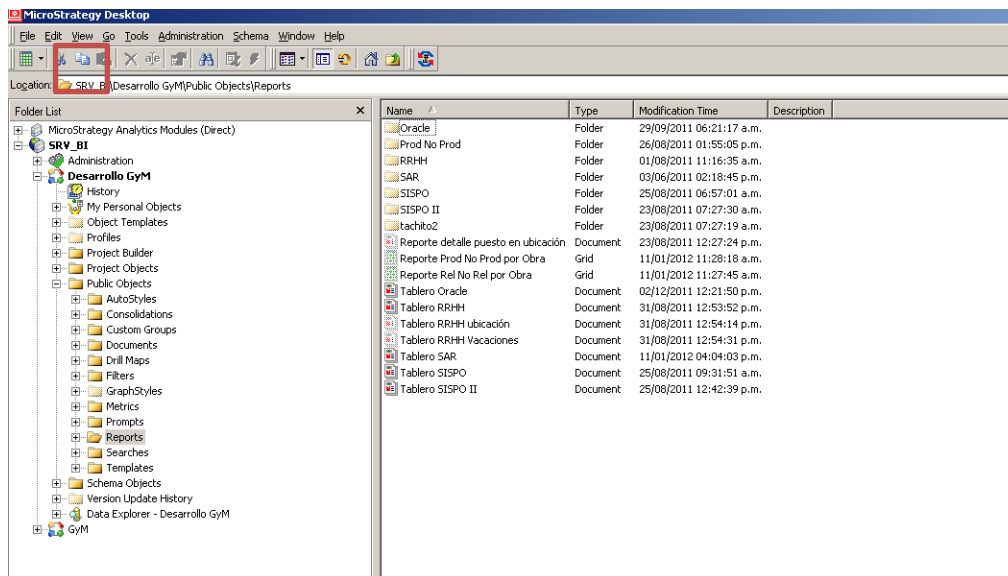 MicroStrategy Desktop
File Edit View Go Tools Administration Schema Window Help
Location: SRV_BI\Desarrollo GyM\Public Objects\Reports
Folder List
MicroStrategy Analytics Modules (Direct)
SRV_BI
Administration
Desarrollo GyM
History
My Personal Objects
Object Templates
Profiles
Project Builder
Project Objects
Public Objects
AutoStyles
Consolidations
Custom Groups
Documents
Drill Maps
Filters
GraphStyles
Metrics
Prompts
Reports
Searches
Templates
Schema Objects
Version Update History
Data Explorer - Desarrollo GyM
GyM
Name Type Modification Time Description
Oracle Folder 29/09/2011 06:21:17 a.m.
Prod No Prod Folder 26/08/2011 01:55:05 p.m.
RRHH Folder 01/08/2011 11:16:35 a.m.
SAR Folder 03/06/2011 02:18:45 p.m.
SISPO Folder 25/08/2011 06:57:01 a.m.
SISPO II Folder 23/08/2011 07:27:30 a.m.
tachito2 Folder 23/08/2011 07:27:19 a.m.
Reporte detalle puesto en ubicación Document 23/08/2011 12:27:24 p.m.
Reporte Prod No Prod por Obra Grid 11/01/2012 11:28:18 a.m.
Reporte Rel No Rel por Obra Grid 11/01/2012 11:27:45 a.m.
Tablero Oracle Document 02/12/2011 12:21:50 p.m.
Tablero RRHH Document 31/08/2011 12:53:52 p.m.
Tablero RRHH ubicación Document 31/08/2011 12:54:14 p.m.
Tablero RRHH Vacaciones Document 31/08/2011 12:54:31 p.m.
Tablero SAR Document 11/01/2012 04:04:03 p.m.
Tablero SISPO Document 25/08/2011 09:31:51 a.m.
Tablero SISPO II Document 25/08/2011 12:42:39 p.m.